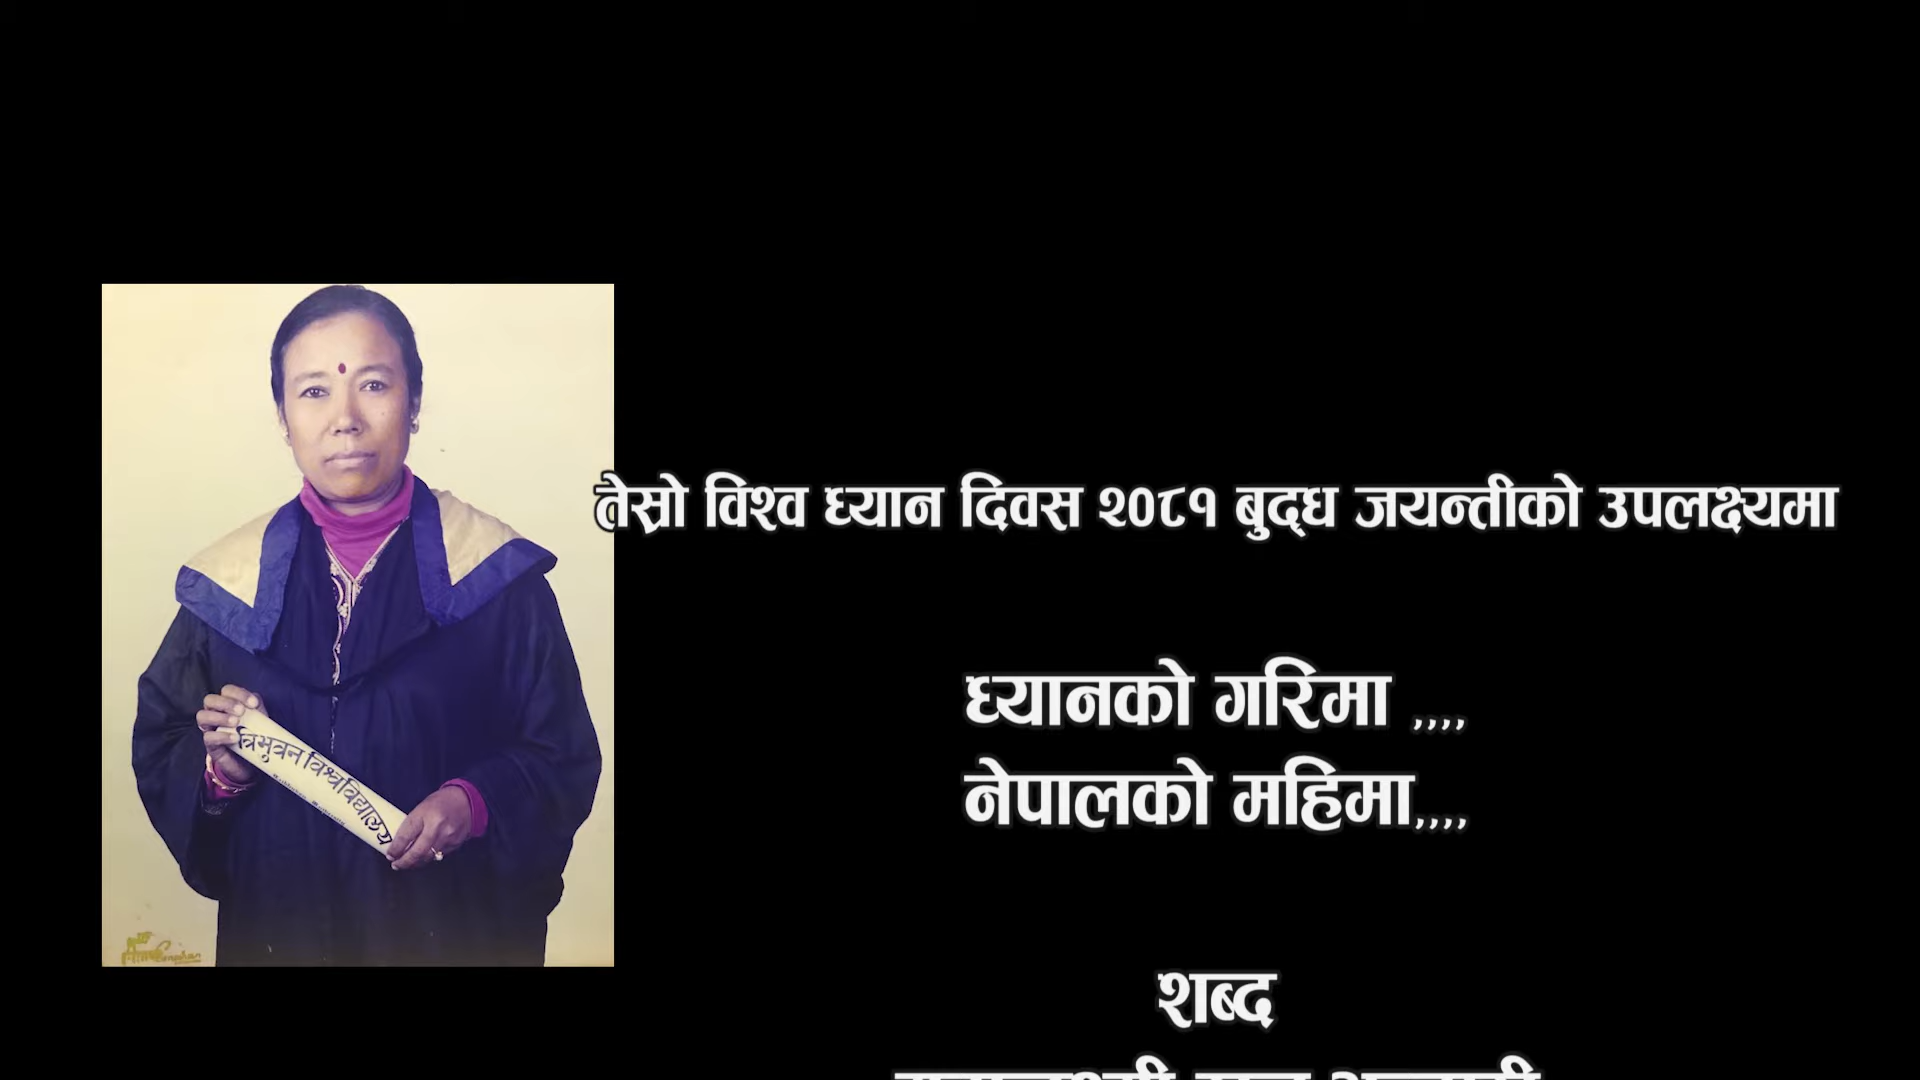 तेस्रो विश्व ध्यान दिवस २०८१ बुद्ध जयन्तीको उपलक्ष्यमा
ध्यानको गरिमा ,,,,
नेपालको महिमा,,,,
त्रिभुवन विश्वविद्यालय
शब्द